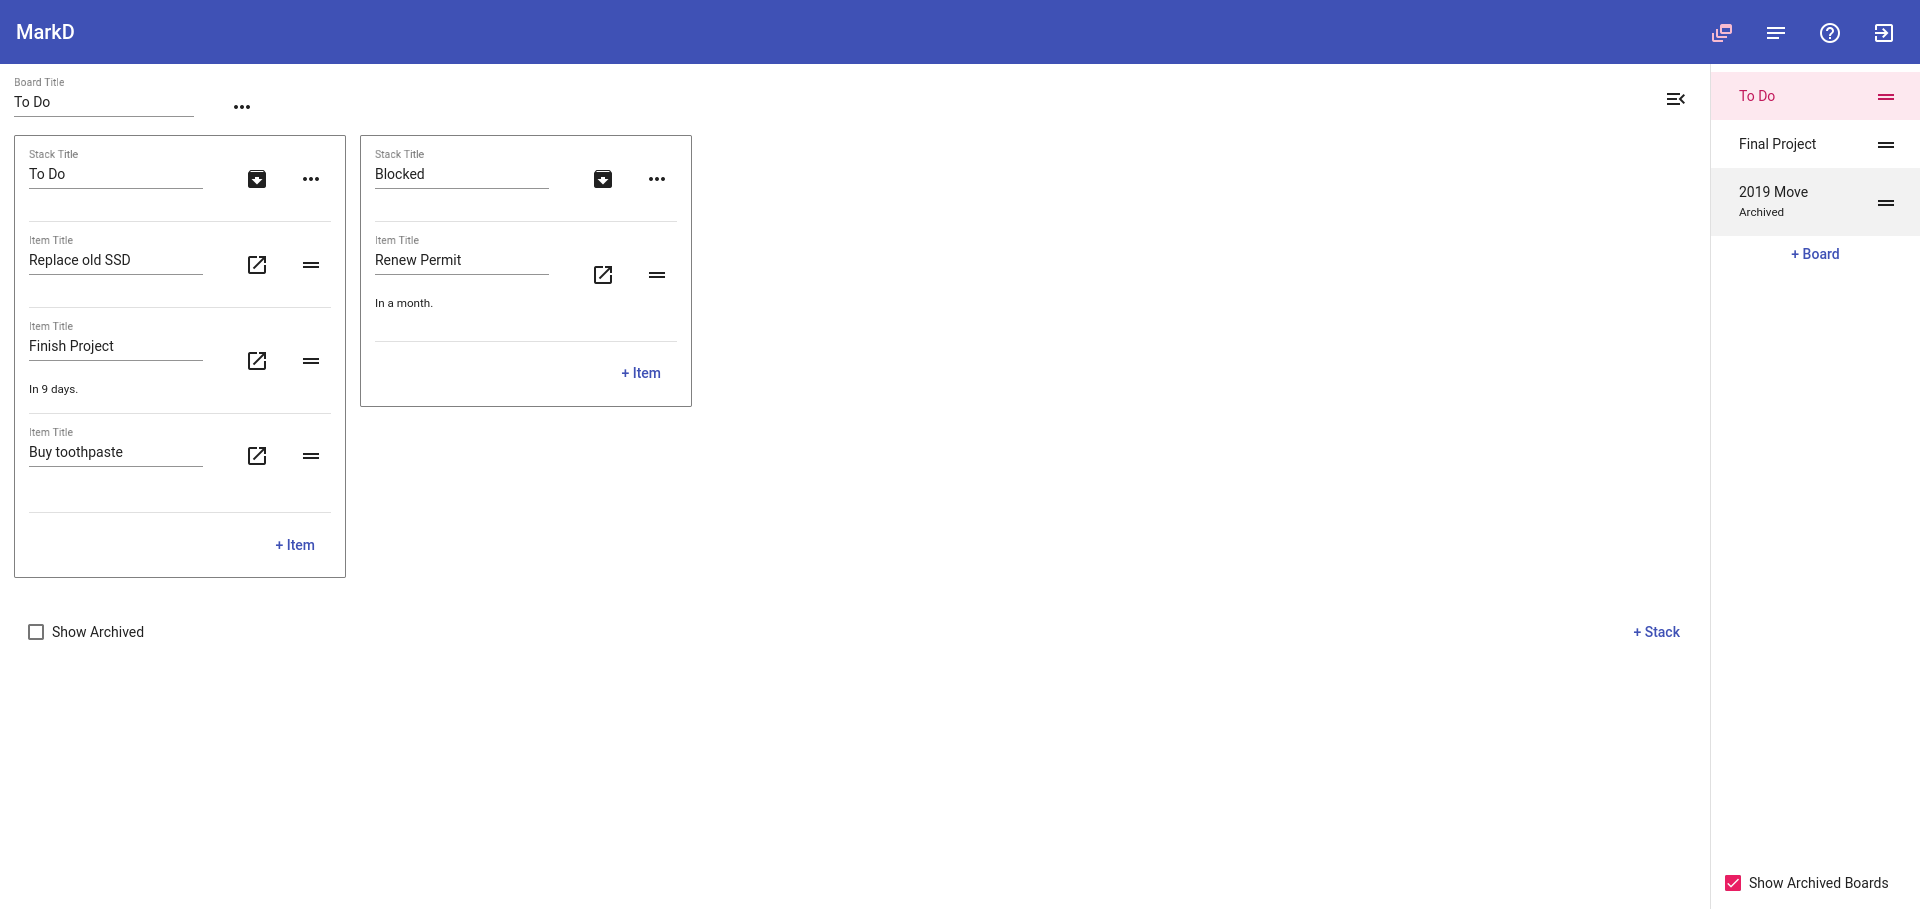 MarkD
Board Title
To Do
Stack Title
To Do
Item Title
Replace old SSD
Item Title
Finish Project
In 9 days.
Item Title
Buy toothpaste
+ Item
Stack Title
Blocked
Item Title
Renew Permit
In a month.
+ Item
Show Archived
+ Stack
To Do
Final Project
2019 Move
Archived
+ Board
Show Archived Boards